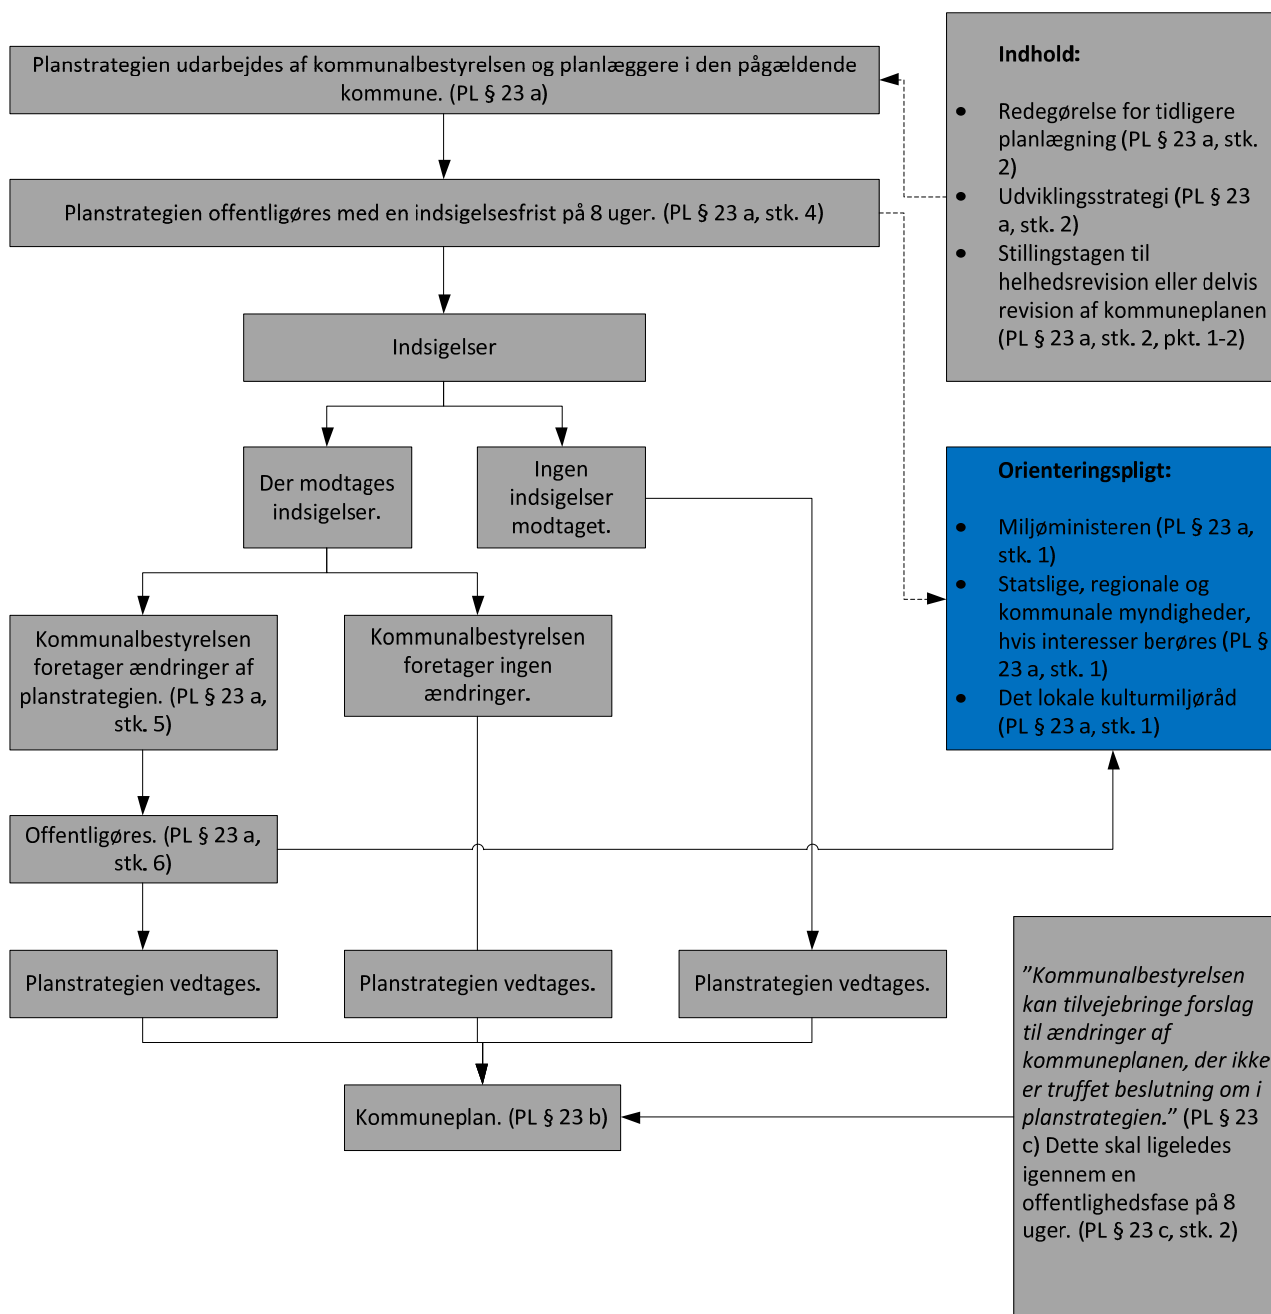 Planstrategien udarbejdes af kommunalbestyrelsen og planlæggere i den pågældende
kommune. (PL § 23 a)
Planstrategien offentligøres med en indsigelsesfrist på 8 uger. (PL § 23 a, stk. 4)
Indsigelser
Der modtages
indsigelser.
Ingen
indsigelser
modtaget.
Kommunalbestyrelsen
foretager ændringer af
planstrategien. (PL § 23 a,
stk. 5)
Kommunalbestyrelsen
foretager ingen
ændringer.
Offentligøres. (PL § 23 a,
stk. 6)
Planstrategien vedtages.
Planstrategien vedtages.
Planstrategien vedtages.
Kommuneplan. (PL § 23 b)
Indhold:
• Redegørelse for tidligere
planlægning (PL § 23 a, stk.
2)
• Udviklingsstrategi (PL § 23
a, stk. 2)
• Stillingstagen til
helhedsrevision eller delvis
revision af kommuneplanen
(PL § 23 a, stk. 2, pkt. 1-2)
Orienteringspligt:
• Miljøministeren (PL § 23 a,
stk. 1)
• Statslige, regionale og
kommunale myndigheder,
hvis interesser berøres (PL §
23 a, stk. 1)
• Det lokale kulturmiljøråd
(PL § 23 a, stk. 1)
”Kommunalbestyrelsen
kan tilvejebringe forslag
til ændringer af
kommuneplanen, der ikke
er truffet beslutning om i
planstrategien.” (PL § 23
c) Dette skal ligeledes
igennem en
offentlighedsfase på 8
uger. (PL § 23 c, stk. 2)